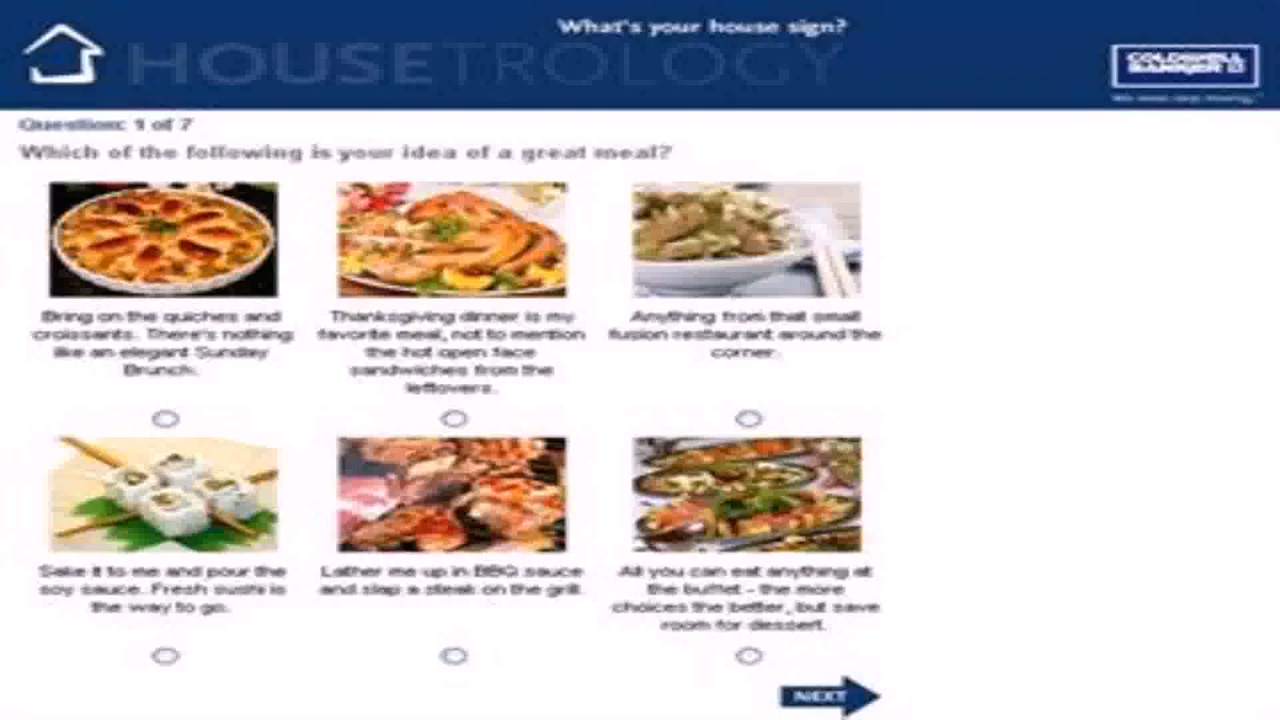 What's your house sign?
HOUSETROLOGY
COLDWELL
BANKER
Question: 1 of 7
Which of the following is your idea of a great meal?
Bring on the quiches and
croissants. There's nothing
like an elegant Sunday
Brunch.
Thanksgiving dinner is my
favorite meal, not to mention
the hot open face
sandwiches from the
leftovers.
Anything from that small
fusion restaurant around the
corner.
Sake it to me and pour the
soy sauce. Fresh sushi is
the way to go.
Lather me up in BBQ sauce
and slap a steak on the grill.
All you can eat anything at
the buffet - the more
choices the better, but save
room for dessert.
NEXT